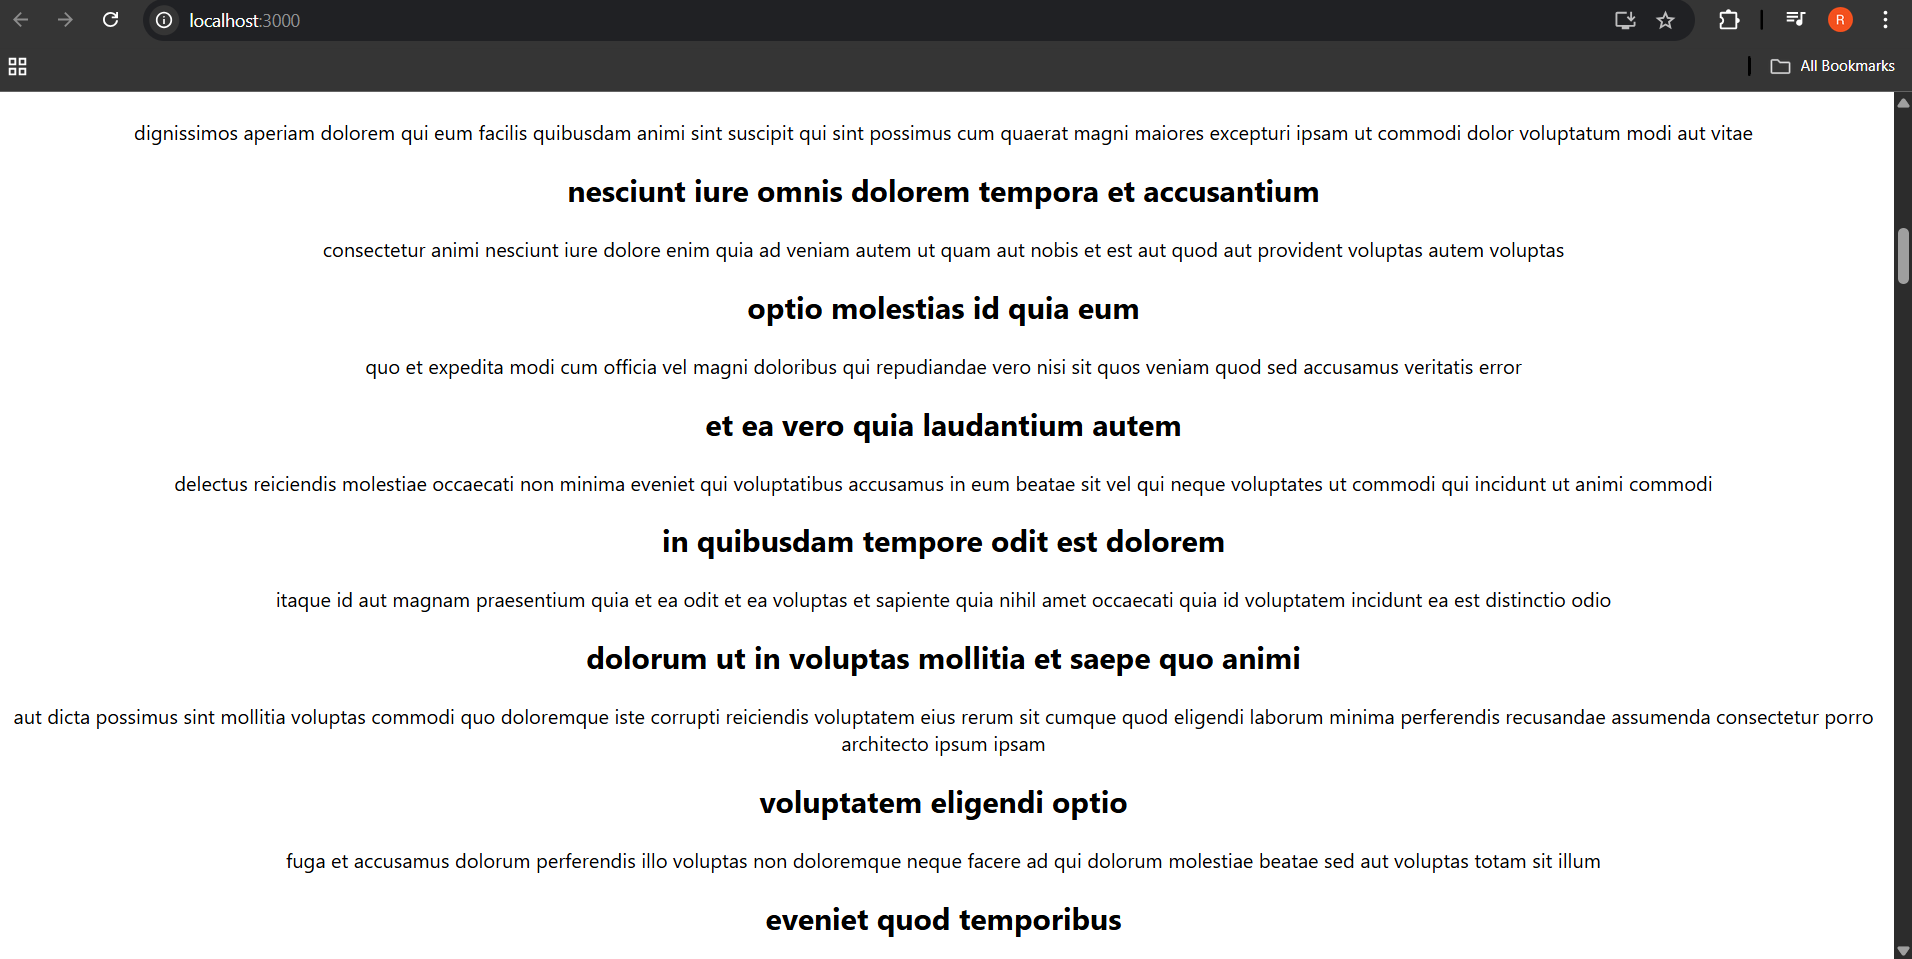 localhost:3000
R
All Bookmarks
dignissimos aperiam dolorem qui eum facilis quibusdam animi sint suscipit qui sint possimus cum quaerat magni maiores excepturi ipsam ut commodi dolor voluptatum modi aut vitae
nesciunt iure omnis dolorem tempora et accusantium
consectetur animi nesciunt iure dolore enim quia ad veniam autem ut quam aut nobis et est aut quod aut provident voluptas autem voluptas
optio molestias id quia eum
quo et expedita modi cum officia vel magni doloribus qui repudiandae vero nisi sit quos veniam quod sed accusamus veritatis error
et ea vero quia laudantium autem
delectus reiciendis molestiae occaecati non minima eveniet qui voluptatibus accusamus in eum beatae sit vel qui neque voluptates ut commodi qui incidunt ut animi commodi
in quibusdam tempore odit est dolorem
itaque id aut magnam praesentium quia et ea odit et ea voluptas et sapiente quia nihil amet occaecati quia id voluptatem incidunt ea est distinctio odio
dolorum ut in voluptas mollitia et saepe quo animi
aut dicta possimus sint mollitia voluptas commodi quo doloremque iste corrupti reiciendis voluptatem eius rerum sit cumque quod eligendi laborum minima perferendis recusandae assumenda consectetur porro
architecto ipsum ipsam
voluptatem eligendi optio
fuga et accusamus dolorum perferendis illo voluptas non doloremque neque facere ad qui dolorum molestiae beatae sed aut voluptas totam sit illum
eveniet quod temporibus